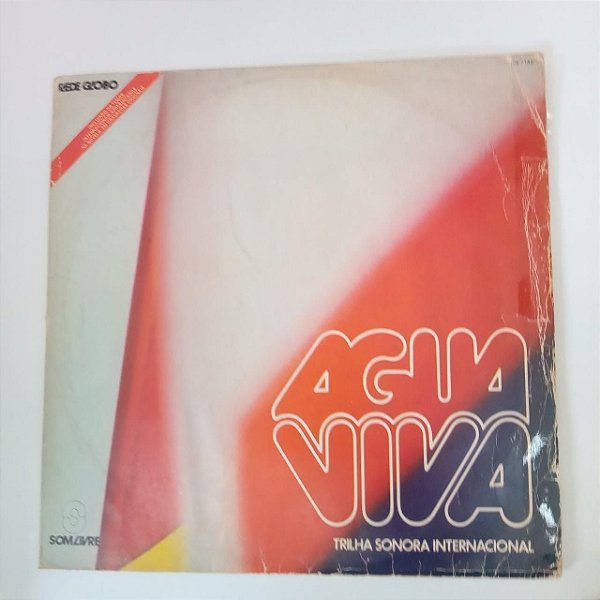 REDE GLOBO
AGUA
VIVA
TRILHA SONORA INTERNACIONAL
SOM LIVRE